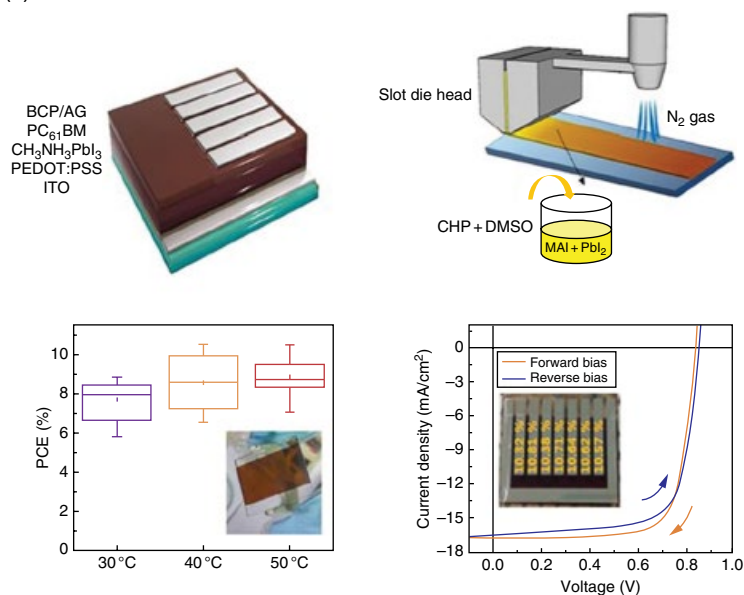 BCP/AG
PC₆₁BM
CH₃NH₃PbI₃
PEDOT:PSS
ITO
Slot die head
N₂ gas
CHP + DMSO
MAI + PbI₂
PCE (%)
10
8
6
4
2
0
30 °C
40 °C
50 °C
Current density (mA/cm²)
0
−3
−6
−9
−12
−15
−18
Forward bias
Reverse bias
0.0
0.2
0.4
0.6
0.8
1.0
Voltage (V)